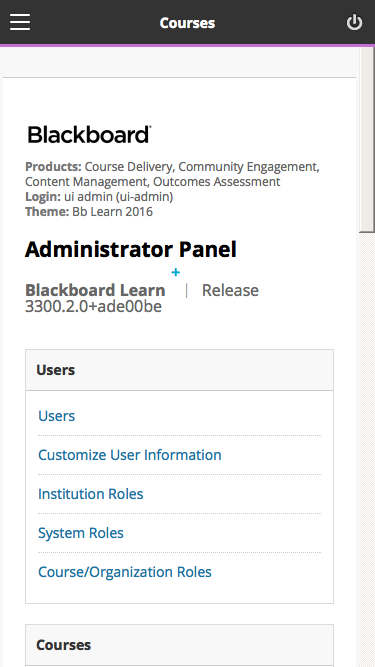 Courses
Blackboard
Products: Course Delivery, Community Engagement,
Content Management, Outcomes Assessment
Login: ui admin (ui-admin)
Theme: Bb Learn 2016
Administrator Panel
+
Blackboard Learn | Release
3300.2.0+ade00be
Users
Users
Customize User Information
Institution Roles
System Roles
Course/Organization Roles
Courses